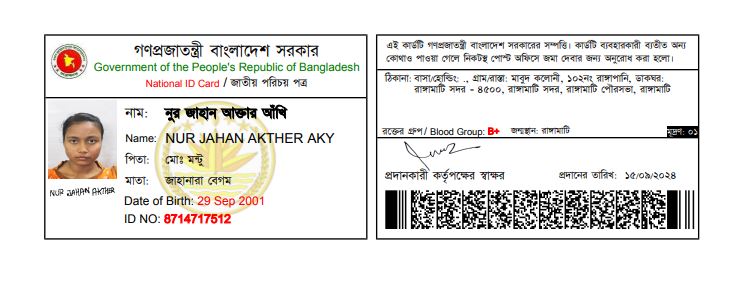 গণপ্রজাতন্ত্রী বাংলাদেশ সরকার
Government of the People's Republic of Bangladesh
National ID Card / জাতীয় পরিচয় পত্র
নাম: নুর জাহান আক্তার আঁখি
Name: NUR JAHAN AKTHER AKY
পিতা: মোঃ মন্টু
মাতা: জাহানারা বেগম
Date of Birth: 29 Sep 2001
ID NO: 8714717512
NUR JAHAN AKTHER
এই কার্ডটি গণপ্রজাতন্ত্রী বাংলাদেশ সরকারের সম্পত্তি। কার্ডটি ব্যবহারকারী ব্যতীত অন্য
কোথাও পাওয়া গেলে নিকটস্থ পোস্ট অফিসে জমা দেবার জন্য অনুরোধ করা হলো।
ঠিকানা: বাসা/হোল্ডিং: ., গ্রাম/রাস্তা: মাবুদ কলোনী, ১০২নং রাঙ্গাপানি, ডাকঘর:
রাঙ্গামাটি সদর - ৪৫০০, রাঙ্গামাটি সদর, রাঙ্গামাটি পৌরসভা, রাঙ্গামাটি
রক্তের গ্রুপ/ Blood Group: B+ জন্মস্থান: রাঙ্গামাটি মুদ্রণ: ০১
প্রদানকারী কর্তৃপক্ষের স্বাক্ষর প্রদানের তারিখ: ১৫/০৯/২০২৪